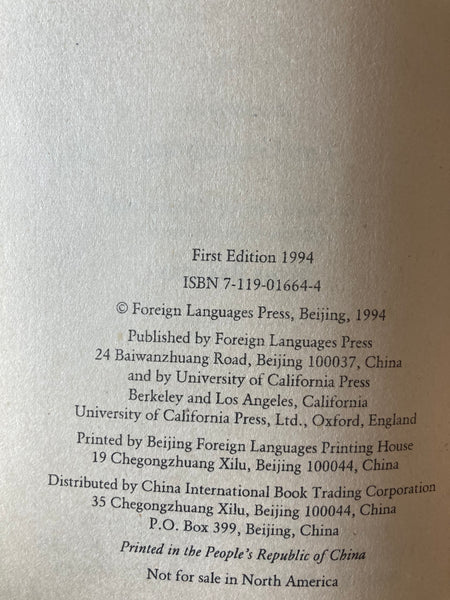 First Edition 1994
ISBN 7-119-01664-4
© Foreign Languages Press, Beijing, 1994
Published by Foreign Languages Press
24 Baiwanzhuang Road, Beijing 100037, China
and by University of California Press
Berkeley and Los Angeles, California
University of California Press, Ltd., Oxford, England
Printed by Beijing Foreign Languages Printing House
19 Chegongzhuang Xilu, Beijing 100044, China
Distributed by China International Book Trading Corporation
35 Chegongzhuang Xilu, Beijing 100044, China
P.O. Box 399, Beijing, China
Printed in the People's Republic of China
Not for sale in North America